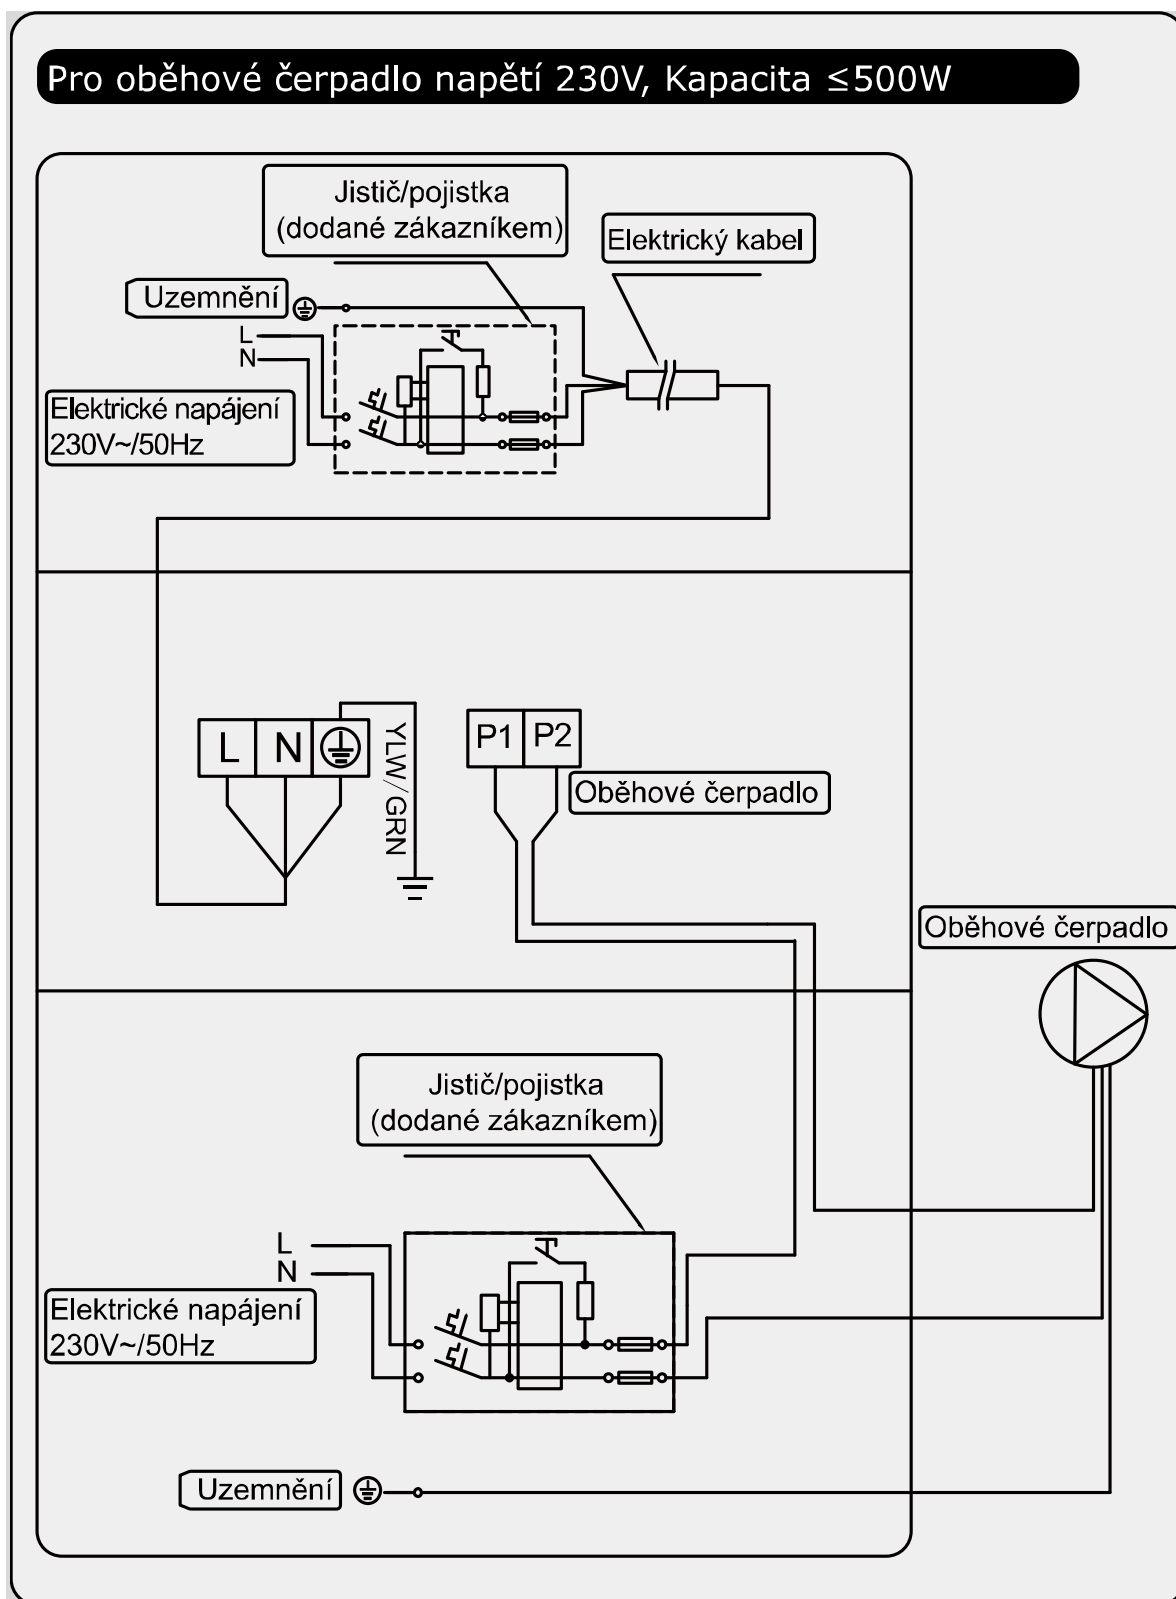 Pro oběhové čerpadlo napětí 230V, Kapacita ≤500W
Jistič/pojistka
(dodané zákazníkem)
Elektrický kabel
Uzemnění
L
N
Elektrické napájení
230V~/50Hz
L N
YLW/GRN
P1 P2
Oběhové čerpadlo
Oběhové čerpadlo
Jistič/pojistka
(dodané zákazníkem)
L
N
Elektrické napájení
230V~/50Hz
Uzemnění